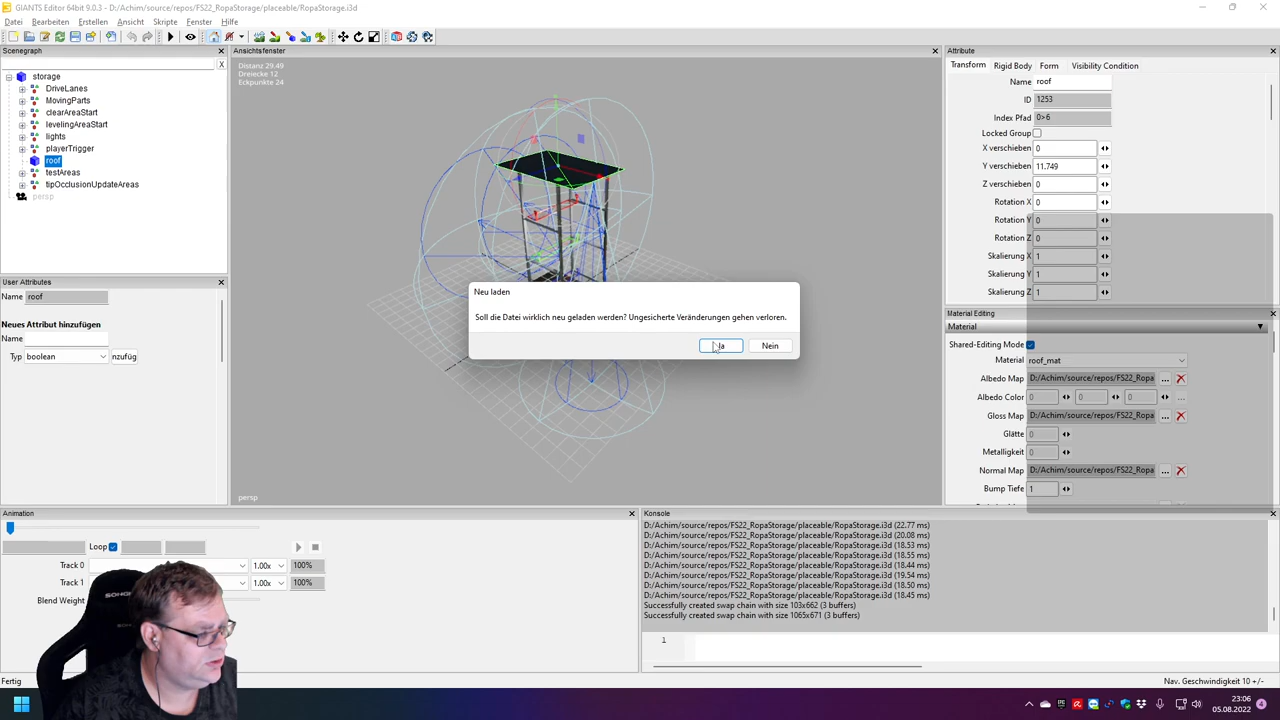 GIANTS Editor 64bit 9.0.3 - D:/Achim/source/repos/FS22_RopaStorage/placeable/RopaStorage.i3d
Datei Bearbeiten Erstellen Ansicht Skripte Fenster Hilfe
Scenegraph
X
storage
DriveLanes
MovingParts
clearAreaStart
levelingAreaStart
lights
playerTrigger
roof
testAreas
tipOcclusionUpdateAreas
persp
User Attributes
Name roof
Neues Attribut hinzufügen
Name
Typ boolean nzufüg
Ansichtsfenster
Distanz 29.49
Dreiecke 12
Eckpunkte 24
persp
Neu laden
Soll die Datei wirklich neu geladen werden? Ungesicherte Veränderungen gehen verloren.
Ja Nein
Attribute
Transform Rigid Body Form Visibility Condition
Name roof
ID 1253
Index Pfad 0>6
Locked Group
X verschieben 0
Y verschieben 11.749
Z verschieben 0
Rotation X 0
Rotation Y 0
Rotation Z 0
Skalierung X 1
Skalierung Y 1
Skalierung Z 1
Material Editing
Material
Shared-Editing Mode
Material roof_mat
Albedo Map D:/Achim/source/repos/FS22_Ropa ...
Albedo Color 0 0 0 ...
Gloss Map D:/Achim/source/repos/FS22_Ropa ...
Glätte 0
Metalligkeit 0
Normal Map D:/Achim/source/repos/FS22_Ropa ...
Bump Tiefe 1
Animation
Loop
Track 0 1.00x 100%
Track 1 1.00x 100%
Blend Weight
Konsole
D:/Achim/source/repos/FS22_RopaStorage/placeable/RopaStorage.i3d (22.77 ms)
D:/Achim/source/repos/FS22_RopaStorage/placeable/RopaStorage.i3d (20.08 ms)
D:/Achim/source/repos/FS22_RopaStorage/placeable/RopaStorage.i3d (18.53 ms)
D:/Achim/source/repos/FS22_RopaStorage/placeable/RopaStorage.i3d (18.55 ms)
D:/Achim/source/repos/FS22_RopaStorage/placeable/RopaStorage.i3d (18.44 ms)
D:/Achim/source/repos/FS22_RopaStorage/placeable/RopaStorage.i3d (19.54 ms)
D:/Achim/source/repos/FS22_RopaStorage/placeable/RopaStorage.i3d (18.50 ms)
D:/Achim/source/repos/FS22_RopaStorage/placeable/RopaStorage.i3d (18.45 ms)
Successfully created swap chain with size 103x662 (3 buffers)
Successfully created swap chain with size 1065x671 (3 buffers)
1
Fertig
Nav. Geschwindigkeit 10 +/-
23:06
05.08.2022